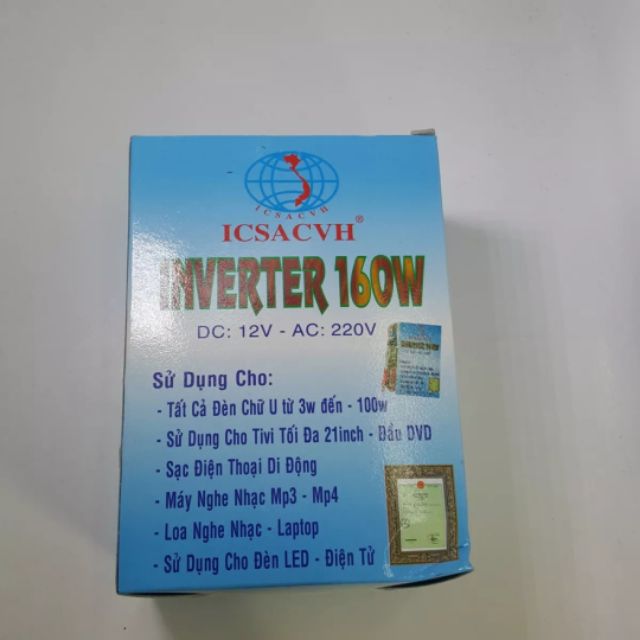 ICSACVH
ICSACVH®
INVERTER 160W
DC: 12V - AC: 220V
Sử Dụng Cho:
- Tất Cả Đèn Chữ U từ 3w đến - 100w
- Sử Dụng Cho Tivi Tối Đa 21inch - Đầu DVD
- Sạc Điện Thoại Di Động
- Máy Nghe Nhạc Mp3 - Mp4
- Loa Nghe Nhạc - Laptop
- Sử Dụng Cho Đèn LED - Điện Tử
INVERTER 160W